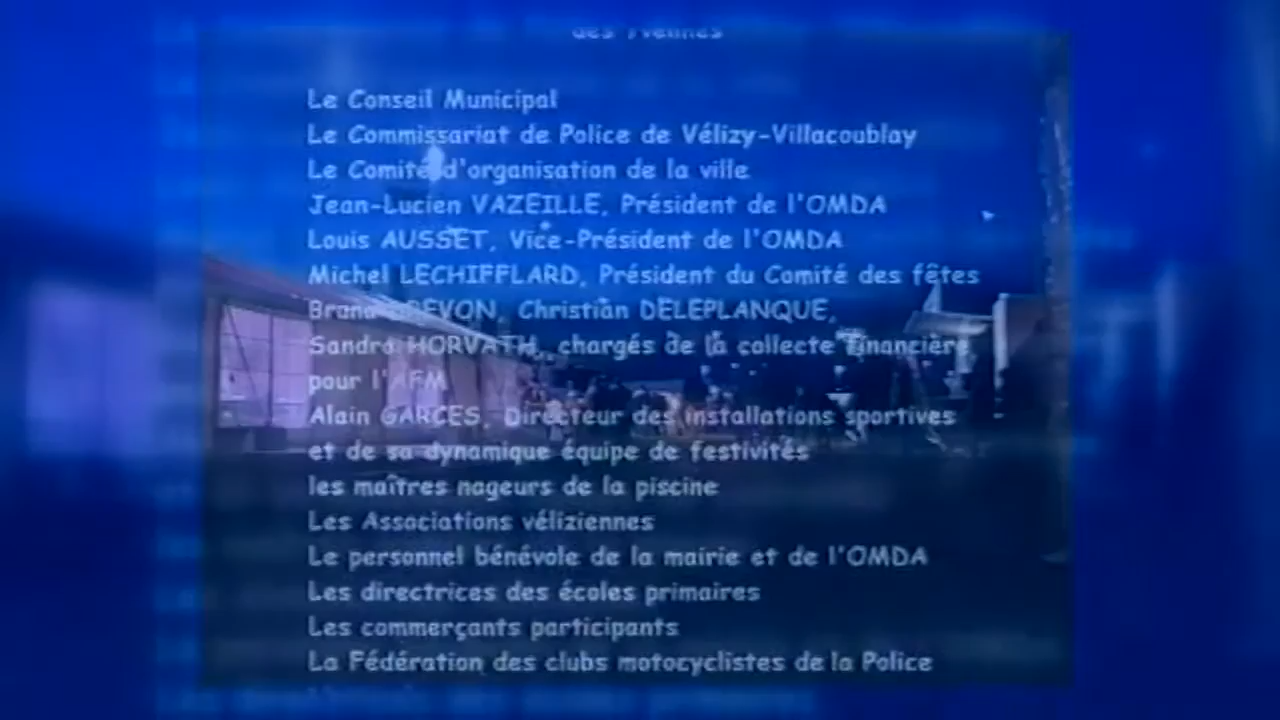 des Yvelines
Le Conseil Municipal
Le Commissariat de Police de Vélizy-Villacoublay
Le Comité d'organisation de la ville
Jean-Lucien VAZEILLE, Président de l'OMDA
Louis AUSSET, Vice-Président de l'OMDA
Michel LECHIFFLARD, Président du Comité des fêtes
Christian DELEPLANQUE,
Sandra HORVATH, chargés de la collecte financière
pour l'AFM
Alain GARCES, Directeur des installations sportives
et de sa dynamique équipe de festivités
les maîtres nageurs de la piscine
Les Associations véliziennes
Le personnel bénévole de la mairie et de l'OMDA
Les directrices des écoles primaires
Les commerçants participants
La Fédération des clubs motocyclistes de la Police